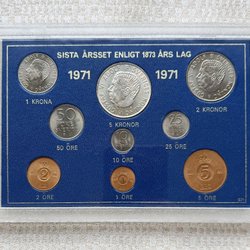 SISTA ÅRSSET ENLIGT 1873 ÅRS LAG
1971 1971
1 KRONA
5 KRONOR
2 KRONOR
50 ÖRE
10 ÖRE
25 ÖRE
2 ÖRE
1 ÖRE
5 ÖRE